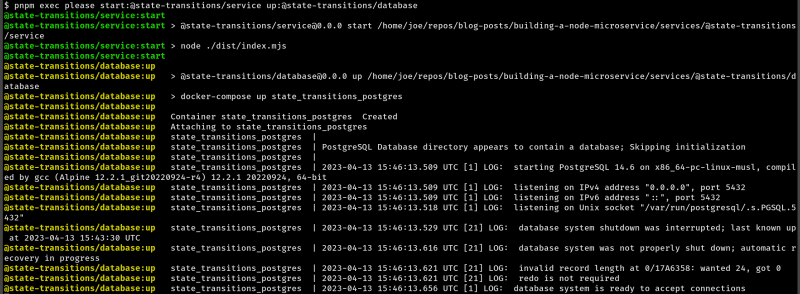 $ pnpm exec please start:@state-transitions/service up:@state-transitions/database
@state-transitions/service:start
@state-transitions/service:start > @state-transitions/service@0.0.0 start /home/joe/repos/blog-posts/building-a-node-microservice/services/@state-transitions
/service
@state-transitions/service:start > node ./dist/index.mjs
@state-transitions/service:start
@state-transitions/database:up
@state-transitions/database:up   > @state-transitions/database@0.0.0 up /home/joe/repos/blog-posts/building-a-node-microservice/services/@state-transitions/d
atabase
@state-transitions/database:up   > docker-compose up state_transitions_postgres
@state-transitions/database:up
@state-transitions/database:up   Container state_transitions_postgres  Created
@state-transitions/database:up   Attaching to state_transitions_postgres
@state-transitions/database:up   state_transitions_postgres  |
@state-transitions/database:up   state_transitions_postgres  | PostgreSQL Database directory appears to contain a database; Skipping initialization
@state-transitions/database:up   state_transitions_postgres  |
@state-transitions/database:up   state_transitions_postgres  | 2023-04-13 15:46:13.509 UTC [1] LOG:  starting PostgreSQL 14.6 on x86_64-pc-linux-musl, compil
ed by gcc (Alpine 12.2.1_git20220924-r4) 12.2.1 20220924, 64-bit
@state-transitions/database:up   state_transitions_postgres  | 2023-04-13 15:46:13.509 UTC [1] LOG:  listening on IPv4 address "0.0.0.0", port 5432
@state-transitions/database:up   state_transitions_postgres  | 2023-04-13 15:46:13.509 UTC [1] LOG:  listening on IPv6 address "::", port 5432
@state-transitions/database:up   state_transitions_postgres  | 2023-04-13 15:46:13.518 UTC [1] LOG:  listening on Unix socket "/var/run/postgresql/.s.PGSQL.5
432"
@state-transitions/database:up   state_transitions_postgres  | 2023-04-13 15:46:13.529 UTC [21] LOG:  database system shutdown was interrupted; last known up
 at 2023-04-13 15:43:30 UTC
@state-transitions/database:up   state_transitions_postgres  | 2023-04-13 15:46:13.616 UTC [21] LOG:  database system was not properly shut down; automatic r
ecovery in progress
@state-transitions/database:up   state_transitions_postgres  | 2023-04-13 15:46:13.621 UTC [21] LOG:  invalid record length at 0/17A6358: wanted 24, got 0
@state-transitions/database:up   state_transitions_postgres  | 2023-04-13 15:46:13.621 UTC [21] LOG:  redo is not required
@state-transitions/database:up   state_transitions_postgres  | 2023-04-13 15:46:13.656 UTC [1] LOG:  database system is ready to accept connections